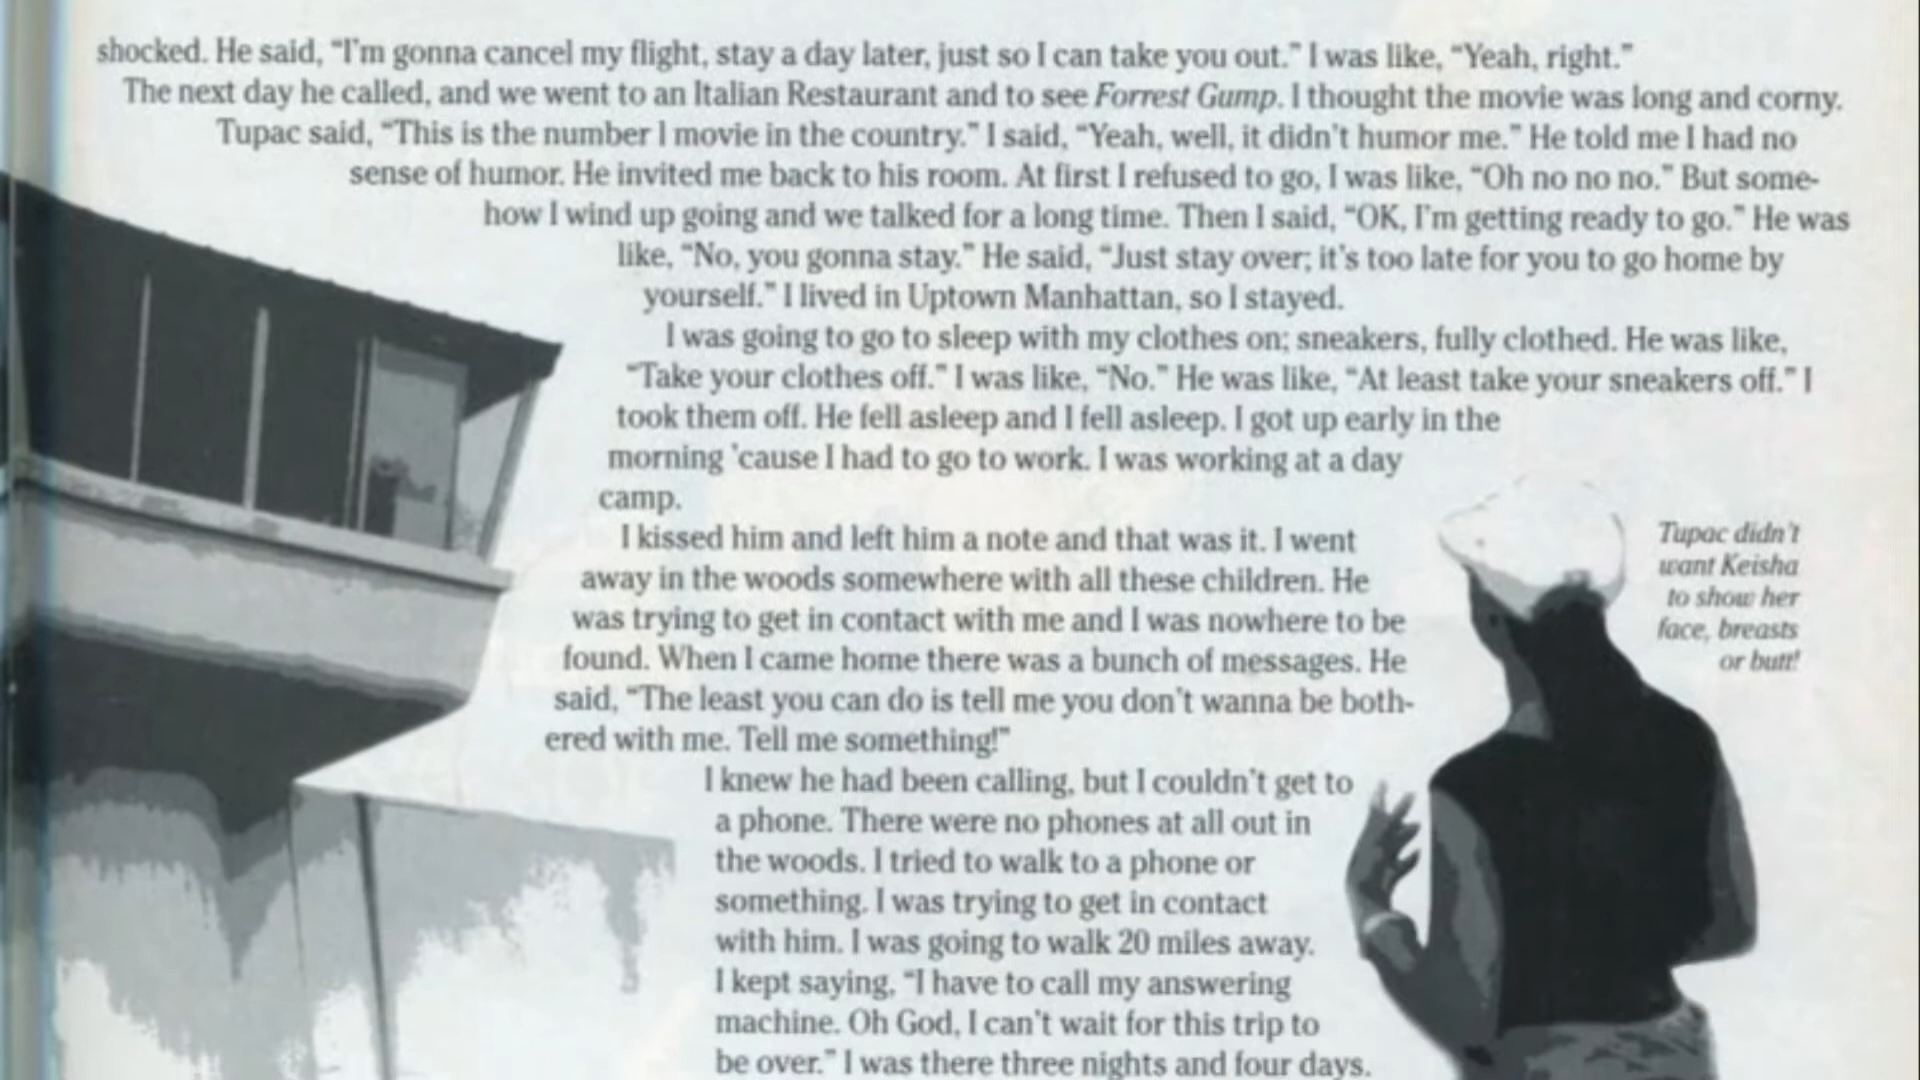 shocked. He said, “I'm gonna cancel my flight, stay a day later, just so I can take you out.” I was like, “Yeah, right.”
The next day he called, and we went to an Italian Restaurant and to see Forrest Gump. I thought the movie was long and corny.
Tupac said, “This is the number 1 movie in the country.” I said, “Yeah, well, it didn't humor me.” He told me I had no
sense of humor. He invited me back to his room. At first I refused to go, I was like, “Oh no no no.” But some-
how I wind up going and we talked for a long time. Then I said, “OK, I'm getting ready to go.” He was
like, “No, you gonna stay.” He said, “Just stay over; it's too late for you to go home by
yourself.” I lived in Uptown Manhattan, so I stayed.
I was going to go to sleep with my clothes on; sneakers, fully clothed. He was like,
“Take your clothes off.” I was like, “No.” He was like, “At least take your sneakers off.” I
took them off. He fell asleep and I fell asleep. I got up early in the
morning 'cause I had to go to work. I was working at a day
camp.
I kissed him and left him a note and that was it. I went
away in the woods somewhere with all these children. He
was trying to get in contact with me and I was nowhere to be
found. When I came home there was a bunch of messages. He
said, “The least you can do is tell me you don't wanna be both-
ered with me. Tell me something!”
I knew he had been calling, but I couldn't get to
a phone. There were no phones at all out in
the woods. I tried to walk to a phone or
something. I was trying to get in contact
with him. I was going to walk 20 miles away.
I kept saying, “I have to call my answering
machine. Oh God, I can't wait for this trip to
be over.” I was there three nights and four days.
Tupac didn't
want Keisha
to show her
face, breasts
or butt!